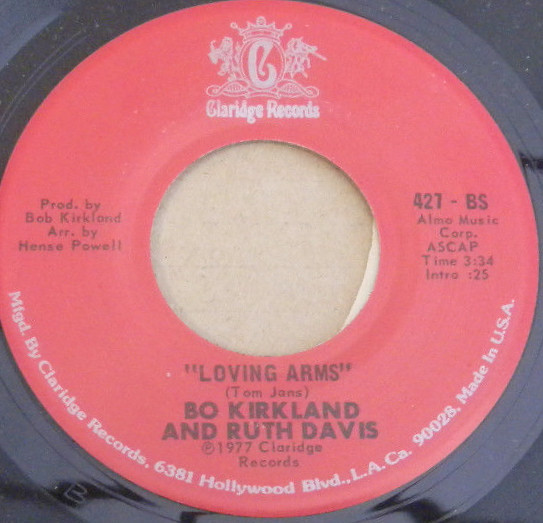 C
Claridge Records
Prod. by
Bob Kirkland
Arr. by
Hense Powell
427 - BS
Almo Music
Corp.
ASCAP
Time 3:34
Intro :25
"LOVING ARMS"
(Tom Jans)
BO KIRKLAND
AND RUTH DAVIS
℗1977 Claridge
Records
Mfgd. By Claridge Records, 6381 Hollywood Blvd., L.A. Ca. 90028, Made In U.S.A.
B